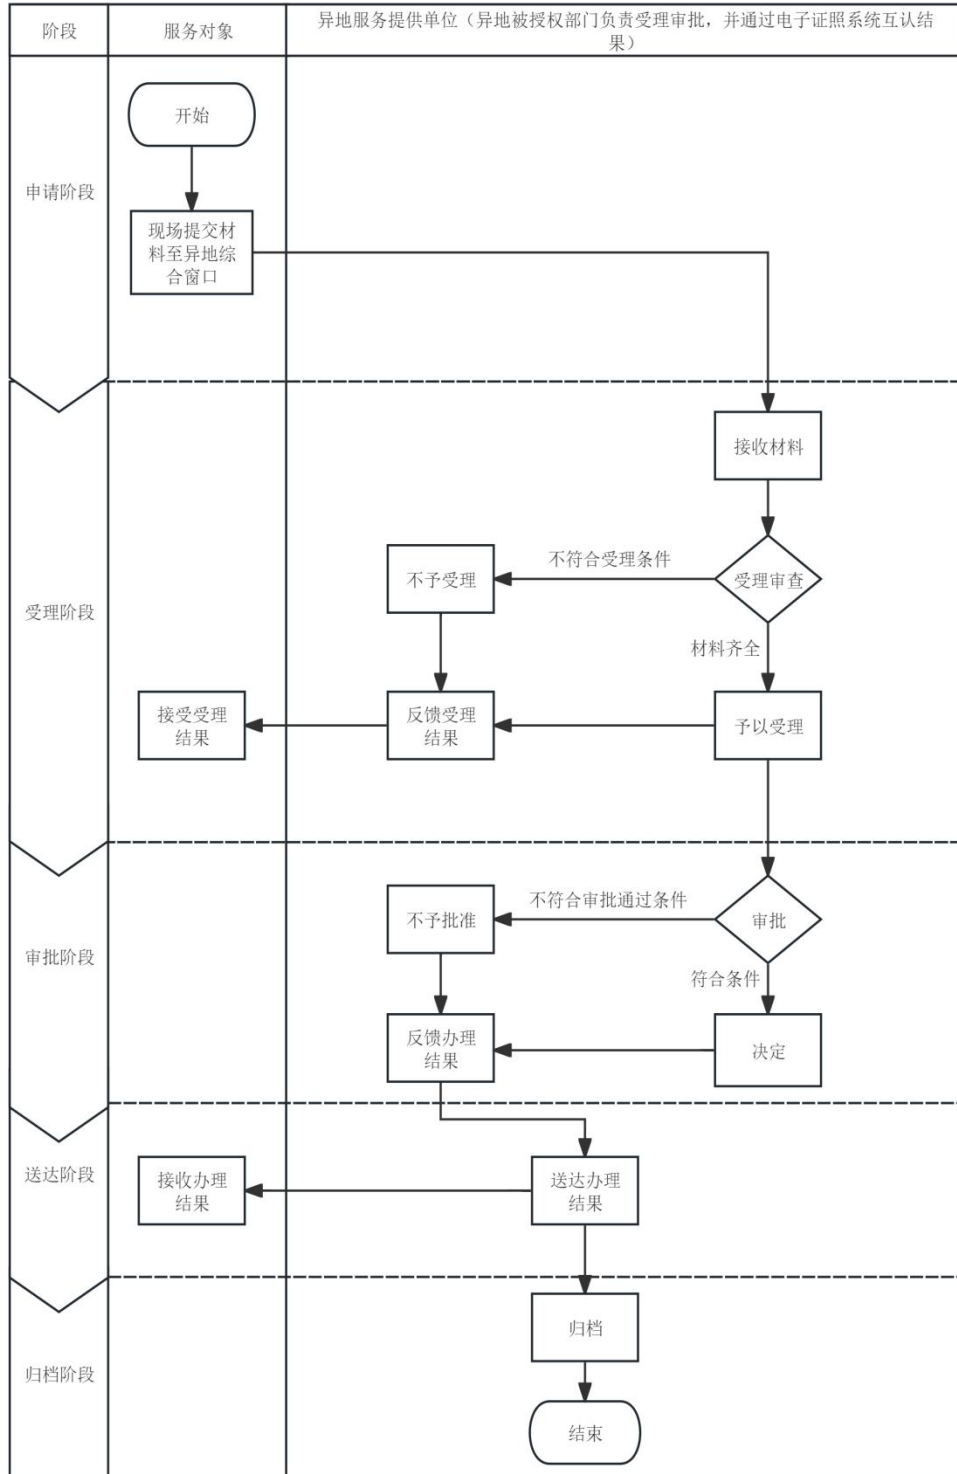 阶段
服务对象
异地服务提供单位（异地被授权部门负责受理审批，并通过电子证照系统互认结
果）
开始
申请阶段
现场提交材
料至异地综
合窗口
接收材料
不符合受理条件
不予受理
受理审查
受理阶段
材料齐全
接受受理
结果
反馈受理
结果
予以受理
不符合审批通过条件
不予批准
审批
审批阶段
符合条件
反馈办理
结果
决定
送达阶段
接收办理
结果
送达办理
结果
归档
归档阶段
结束